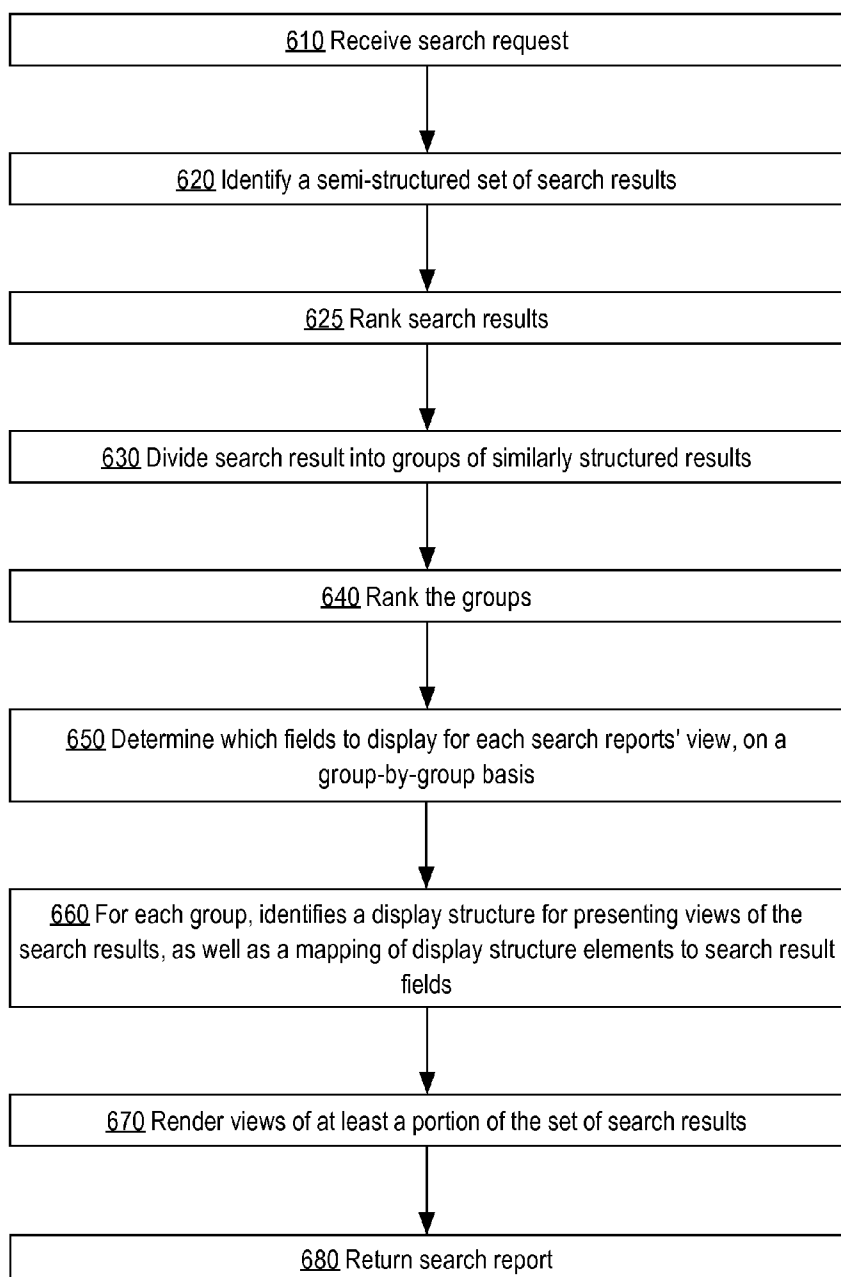 610 Receive search request
620 Identify a semi-structured set of search results
625 Rank search results
630 Divide search result into groups of similarly structured results
640 Rank the groups
650 Determine which fields to display for each search reports' view, on a
group-by-group basis
660 For each group, identifies a display structure for presenting views of the
search results, as well as a mapping of display structure elements to search result
fields
670 Render views of at least a portion of the set of search results
680 Return search report